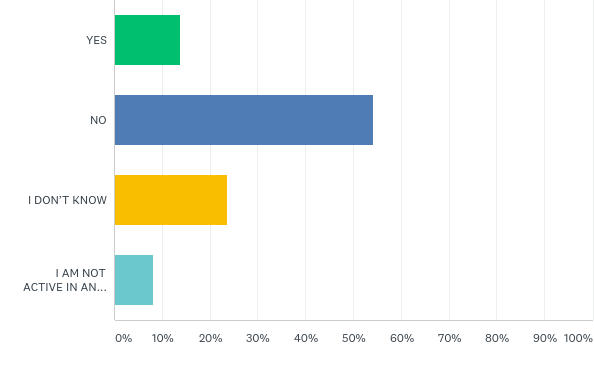 YES
NO
I DON'T KNOW
I AM NOT
ACTIVE IN AN...
0% 10% 20% 30% 40% 50% 60% 70% 80% 90% 100%